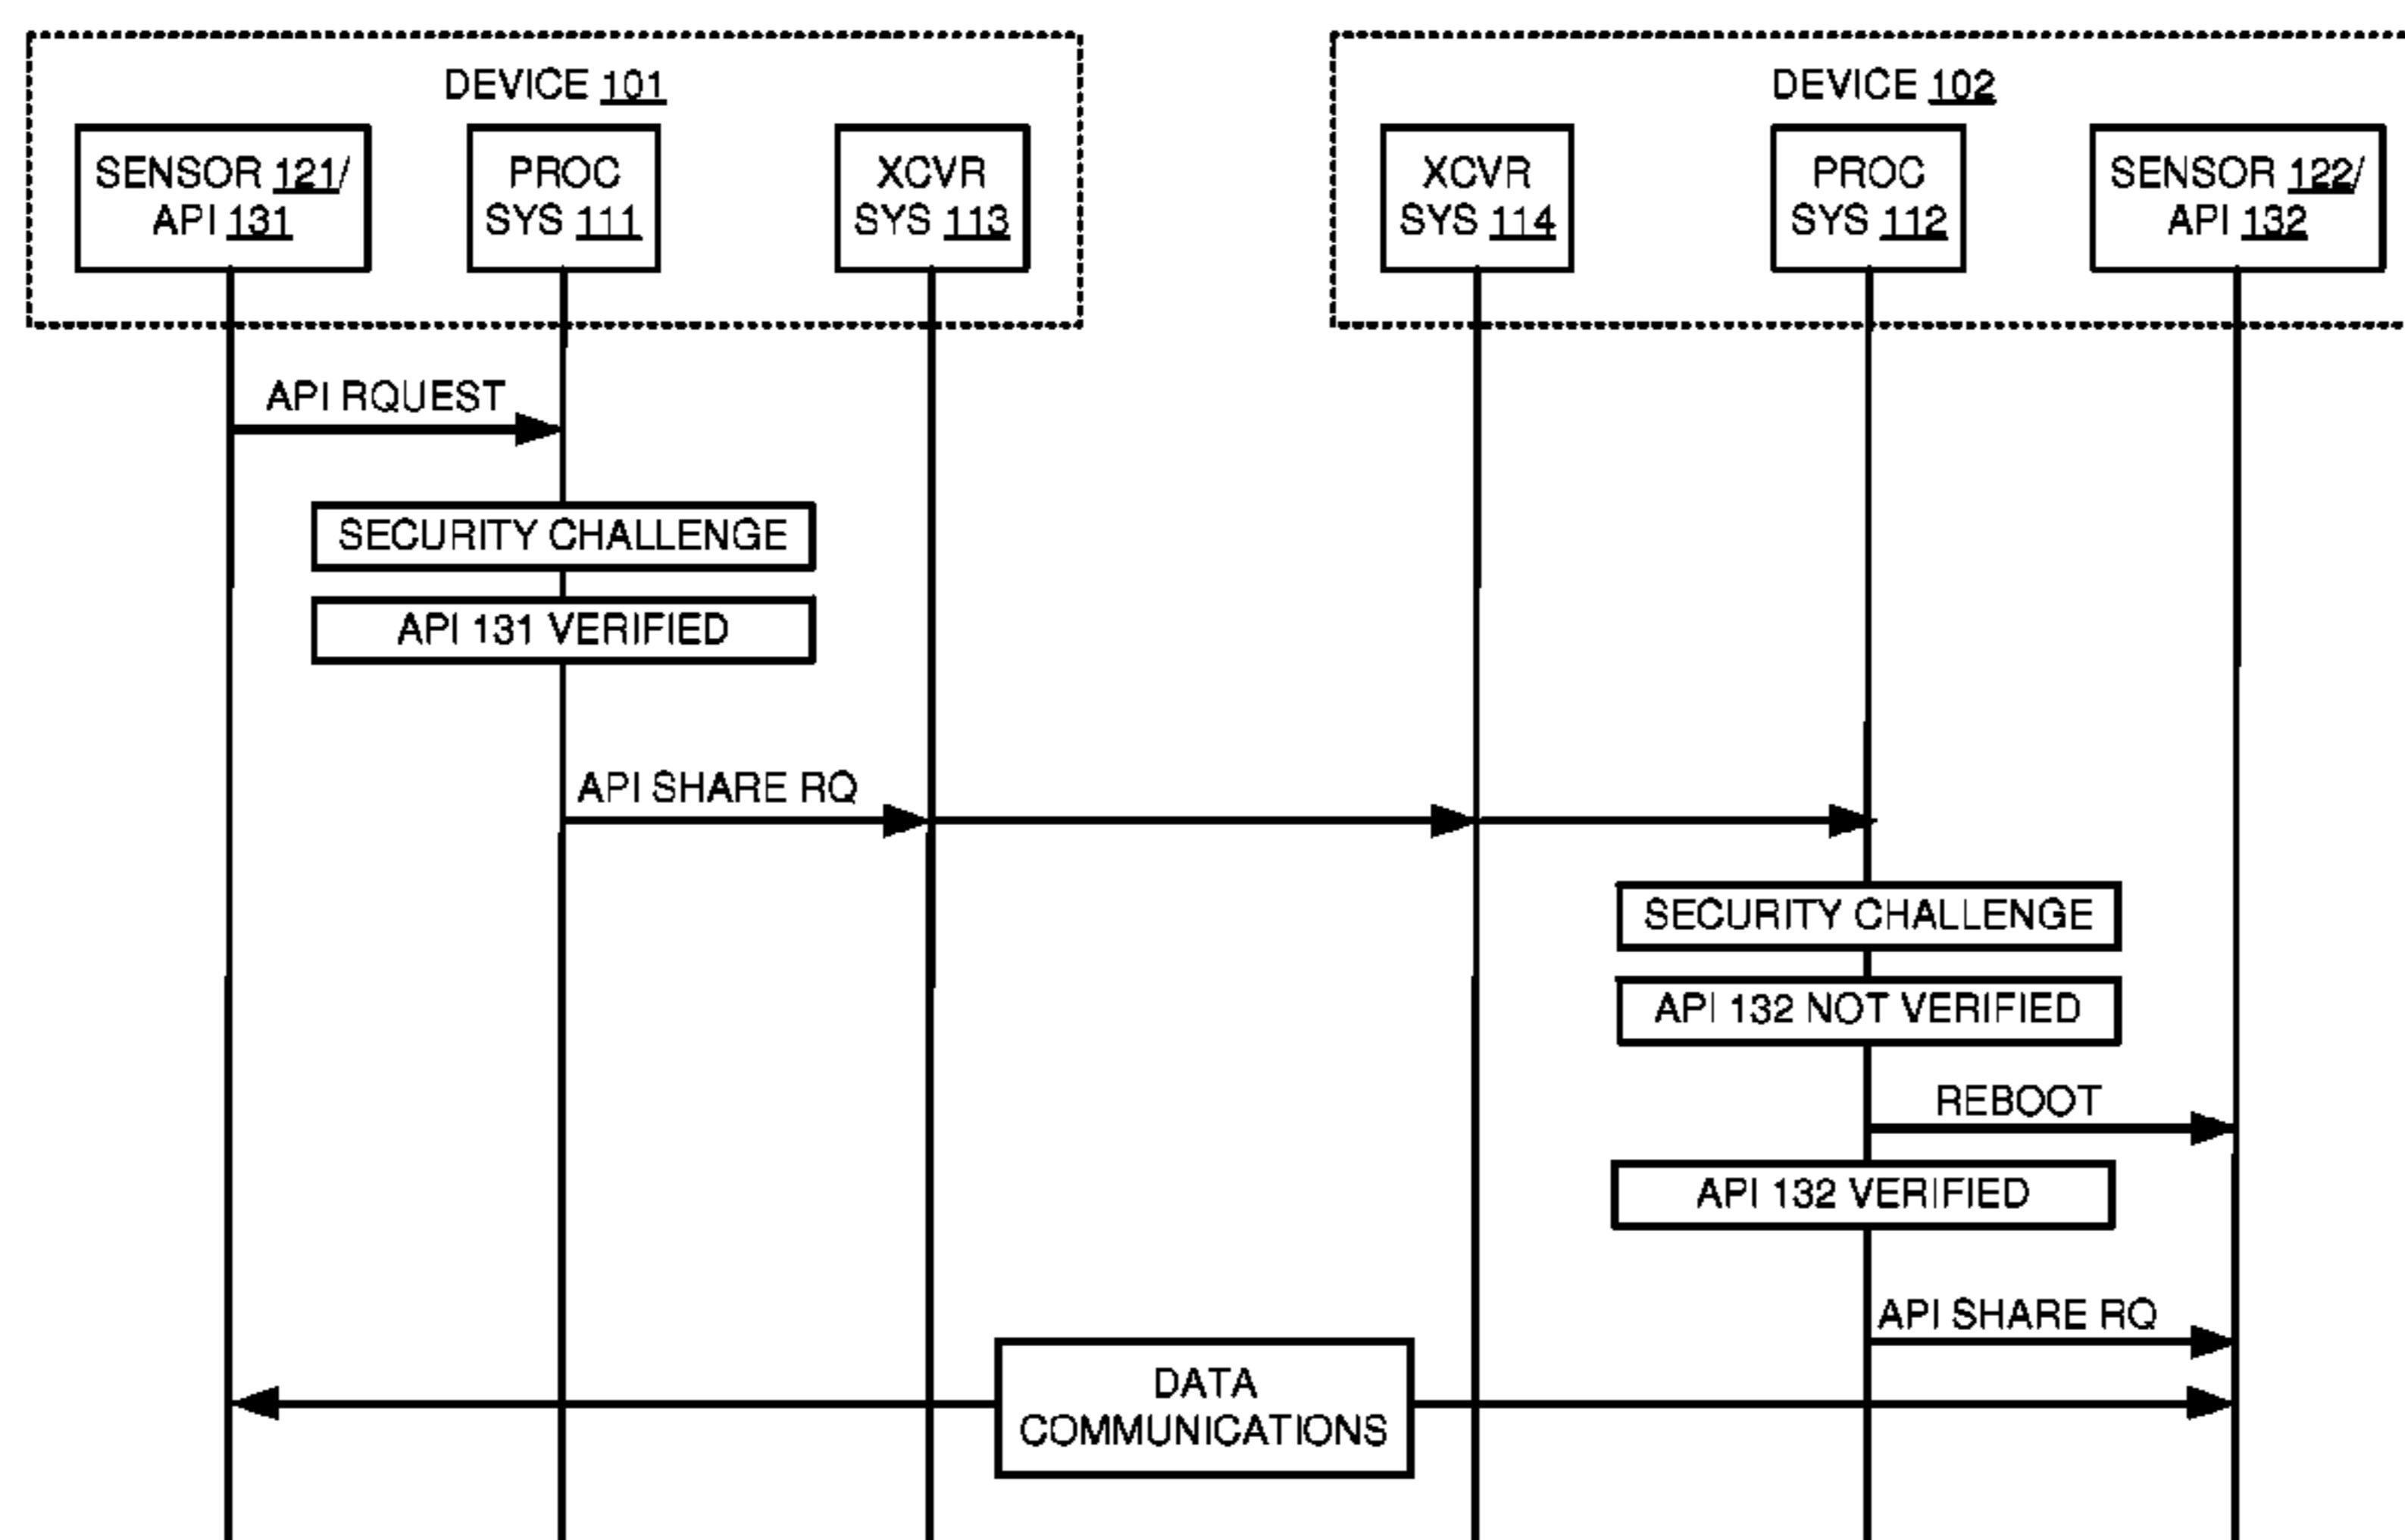 DEVICE 101
DEVICE 102
SENSOR 121/
API 131
PROC
SYS 111
XCVR
SYS 113
XCVR
SYS 114
PROC
SYS 112
SENSOR 122/
API 132
API RQUEST
SECURITY CHALLENGE
API 131 VERIFIED
API SHARE RQ
SECURITY CHALLENGE
API 132 NOT VERIFIED
REBOOT
API 132 VERIFIED
API SHARE RQ
DATA
COMMUNICATIONS